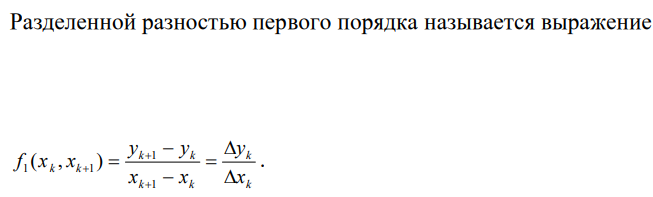 Разделенной разностью первого порядка называется выражение
f₁(xₖ, xₖ₊₁) = (yₖ₊₁ − yₖ) / (xₖ₊₁ − xₖ) = Δyₖ / Δxₖ .